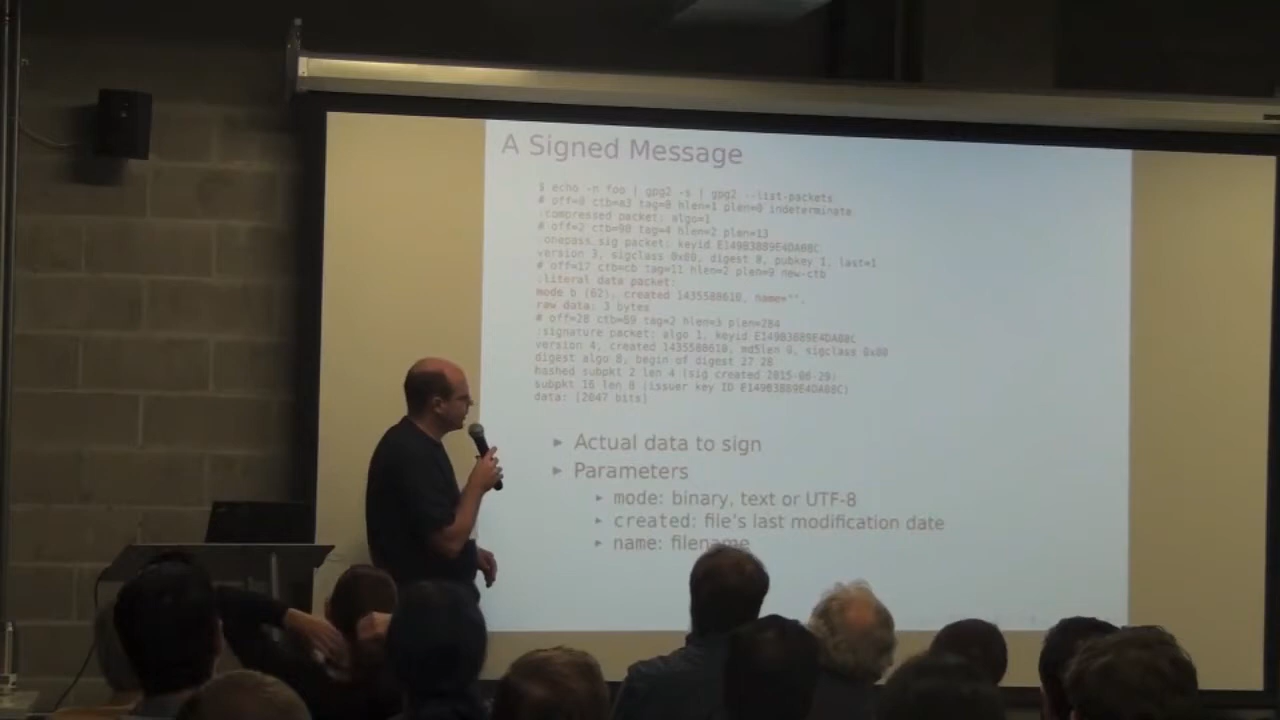 A Signed Message
$ echo -n foo | gpg2 -s | gpg2 --list-packets
# off=0 ctb=a3 tag=8 hlen=1 plen=0 indeterminate
:compressed packet: algo=1
# off=2 ctb=90 tag=4 hlen=2 plen=13
:onepass_sig packet: keyid
version 3, sigclass 0x00, digest 8, pubkey 1, last=1
# off=17 ctb=cb tag=11 hlen=2 plen=9 new-ctb
:literal data packet:
mode b (62), created 1435588610, name="",
raw data: 3 bytes
# off=28 ctb=89 tag=2 hlen=3 plen=284
:signature packet: algo 1, keyid
version 4, created 1435588610, md5len 0, sigclass 0x00
digest algo 8, begin of digest 27 28
hashed subpkt 2 len 4 (sig created 2015-06-29)
subpkt 16 len 8 (issuer key ID
data: [2047 bits]
▸ Actual data to sign
▸ Parameters
▸ mode: binary, text or UTF-8
▸ created: file's last modification date
▸ name: filename